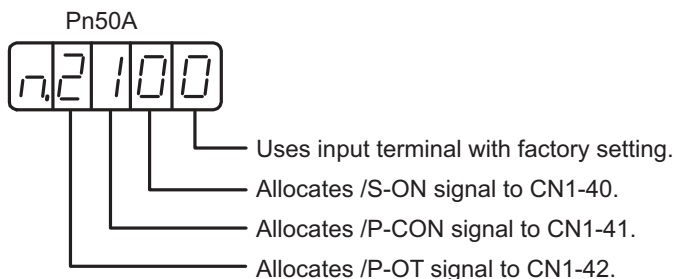 Pn50A
n.2100
Uses input terminal with factory setting.
Allocates /S-ON signal to CN1-40.
Allocates /P-CON signal to CN1-41.
Allocates /P-OT signal to CN1-42.